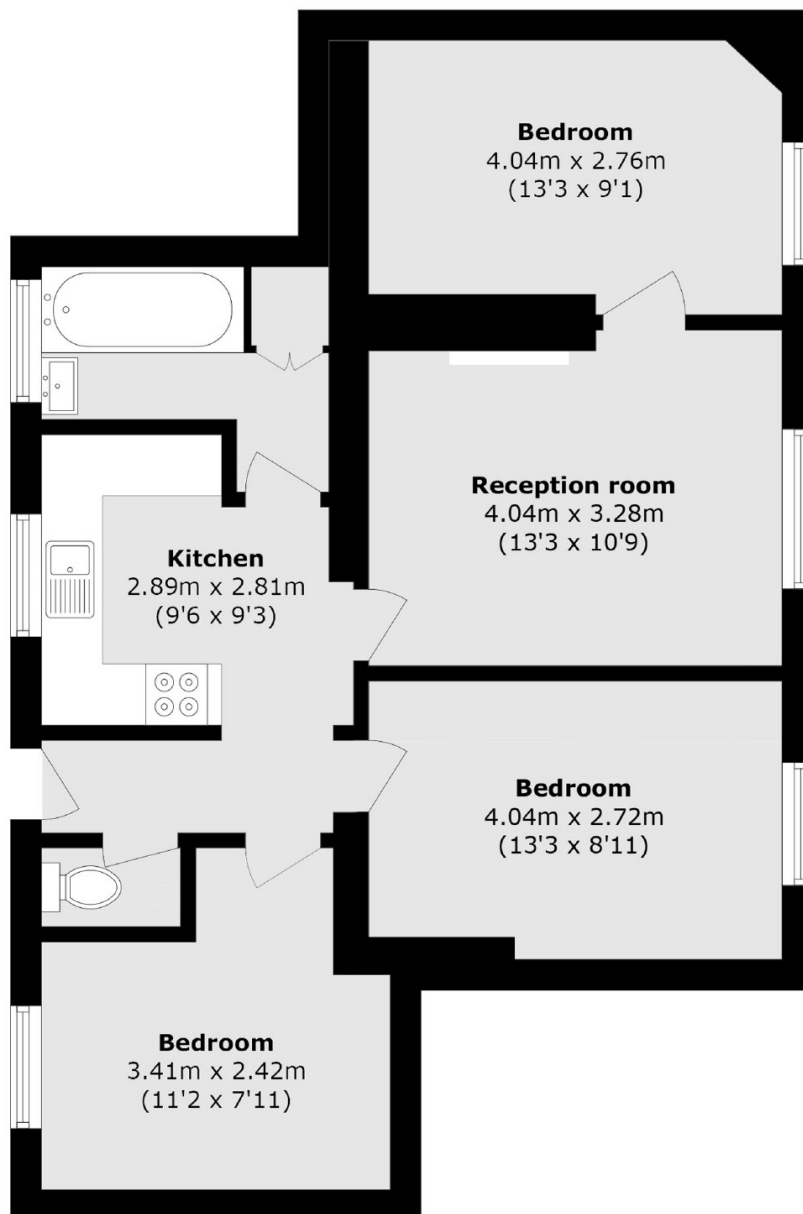 Bedroom
4.04m x 2.76m
(13'3 x 9'1)
Reception room
4.04m x 3.28m
(13'3 x 10'9)
Kitchen
2.89m x 2.81m
(9'6 x 9'3)
Bedroom
4.04m x 2.72m
(13'3 x 8'11)
Bedroom
3.41m x 2.42m
(11'2 x 7'11)